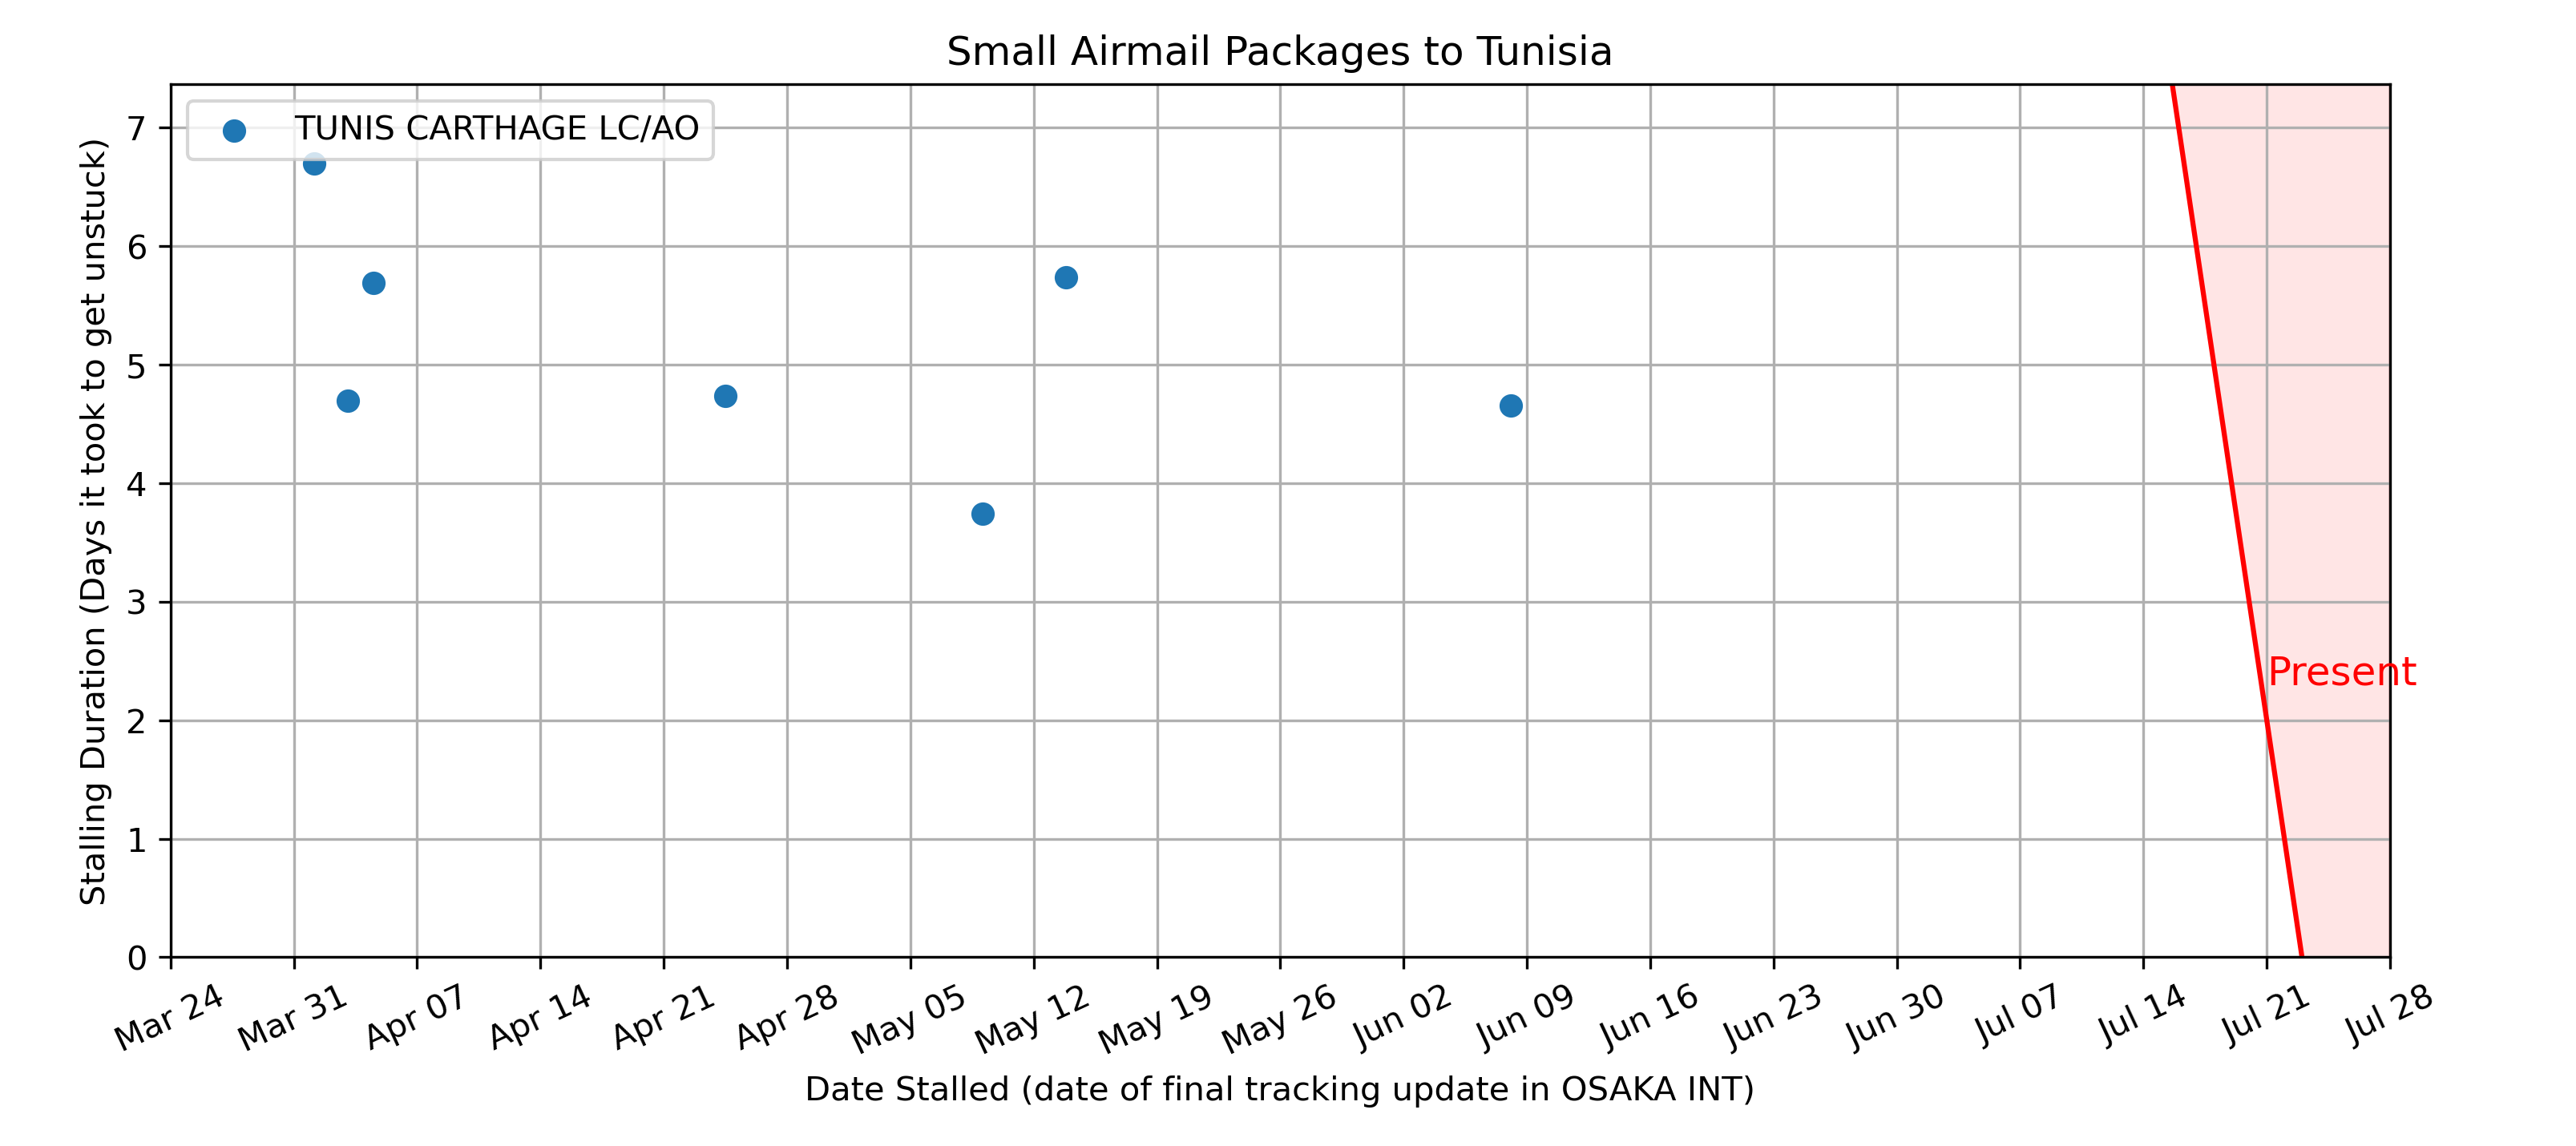 Small Airmail Packages to Tunisia
TUNIS CARTHAGE LC/AO
Stalling Duration (Days it took to get unstuck)
7
6
5
4
3
2
1
0
Present
Mar 24
Mar 31
Apr 07
Apr 14
Apr 21
Apr 28
May 05
May 12
May 19
May 26
Jun 02
Jun 09
Jun 16
Jun 23
Jun 30
Jul 07
Jul 14
Jul 21
Jul 28
Date Stalled (date of final tracking update in OSAKA INT)